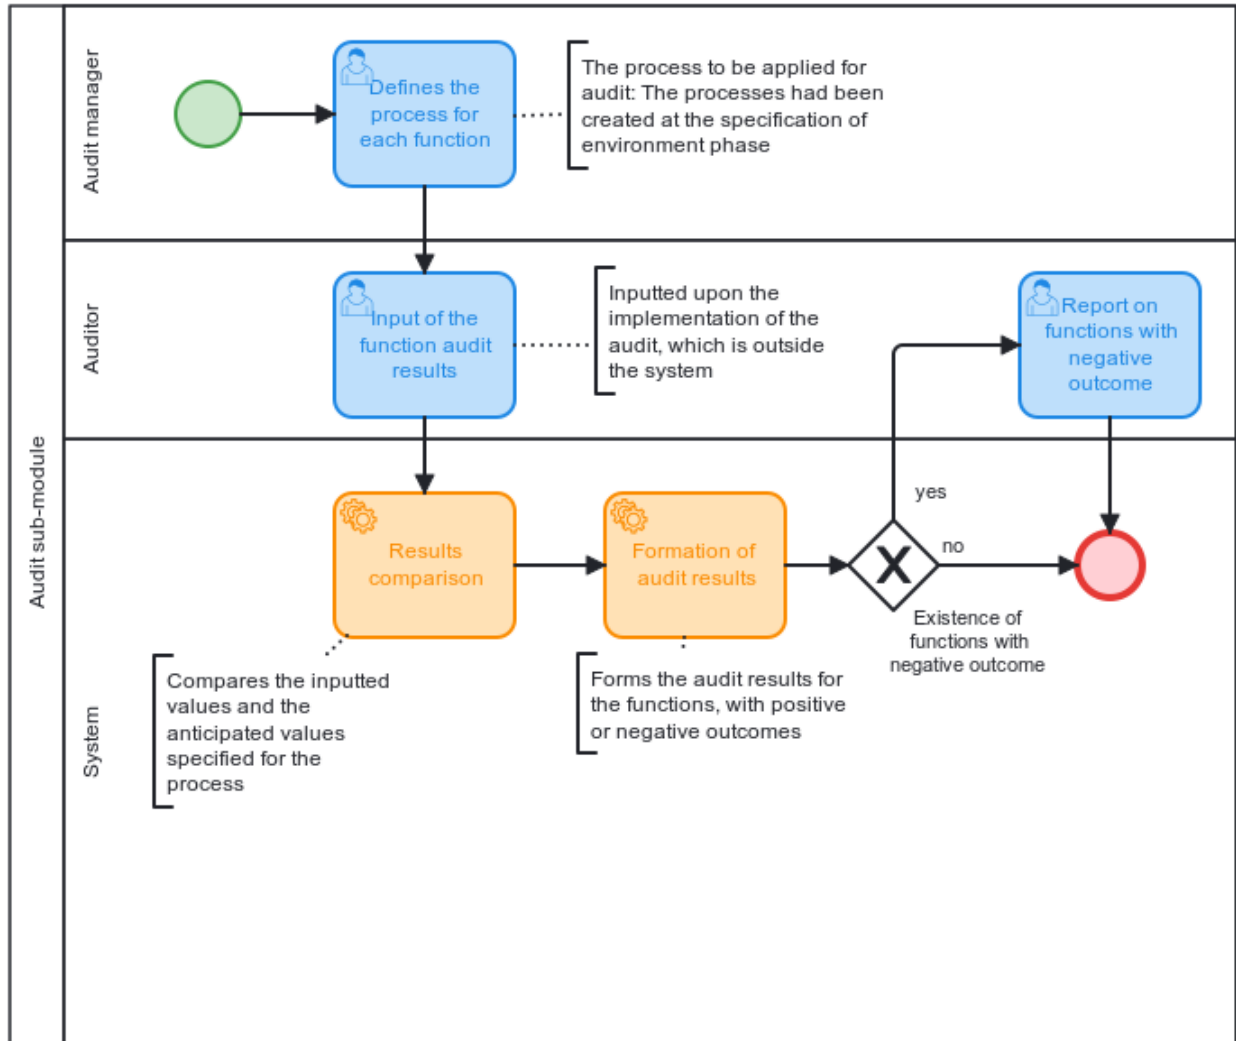 Audit sub-module
Audit manager
Defines the
process for
each function
The process to be applied for
audit: The processes had been
created at the specification of
environment phase
Auditor
Input of the
function audit
results
Inputted upon the
implementation of the
audit, which is outside
the system
Report on
functions with
negative
outcome
System
Results
comparison
Formation of
audit results
yes
no
Existence of
functions with
negative outcome
Compares the inputted
values and the
anticipated values
specified for the
process
Forms the audit results for
the functions, with positive
or negative outcomes